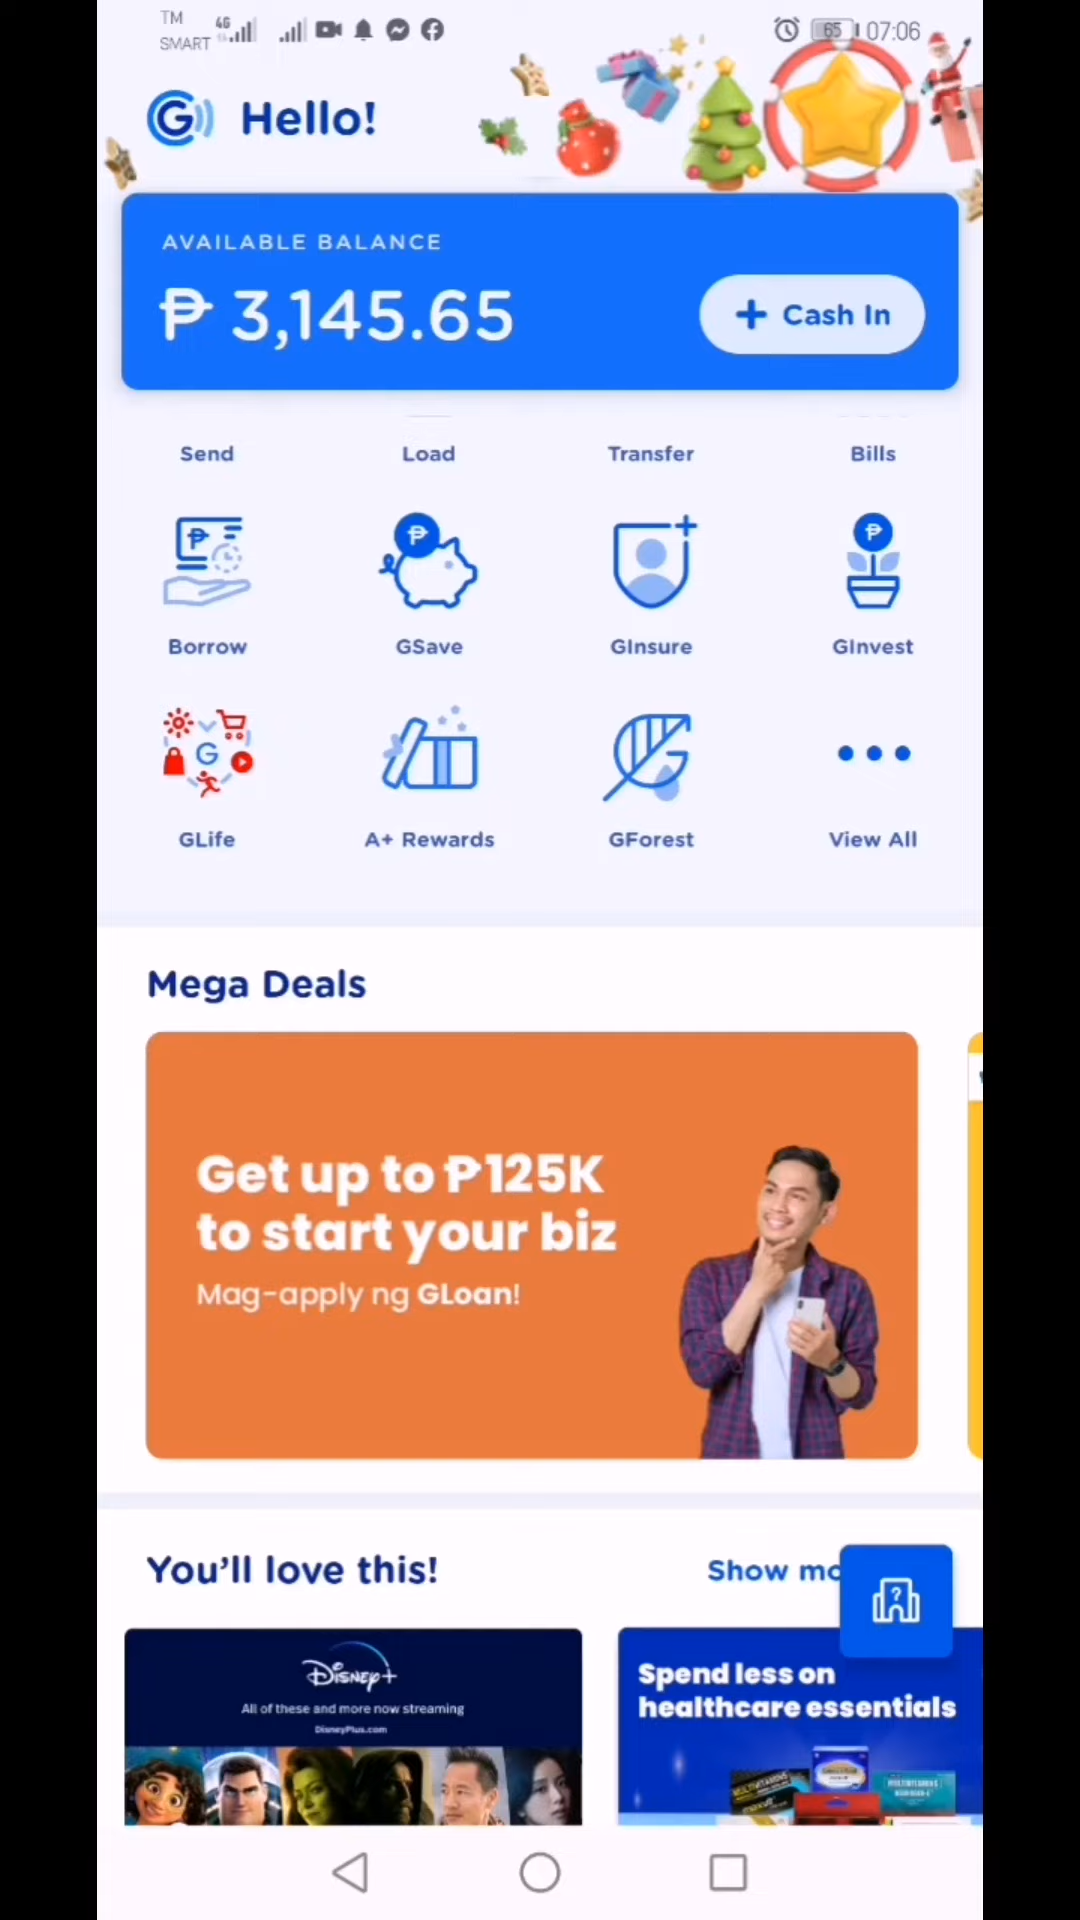 TM
4G
SMART
65
07:06
Hello!
AVAILABLE BALANCE
₱ 3,145.65
+ Cash In
Send
Load
Transfer
Bills
Borrow
GSave
GInsure
GInvest
GLife
A+ Rewards
GForest
View All
Mega Deals
Get up to ₱125K
to start your biz
Mag-apply ng GLoan!
You'll love this!
Show mo
Disney+
All of these and more now streaming
DisneyPlus.com
Spend less on
healthcare essentials